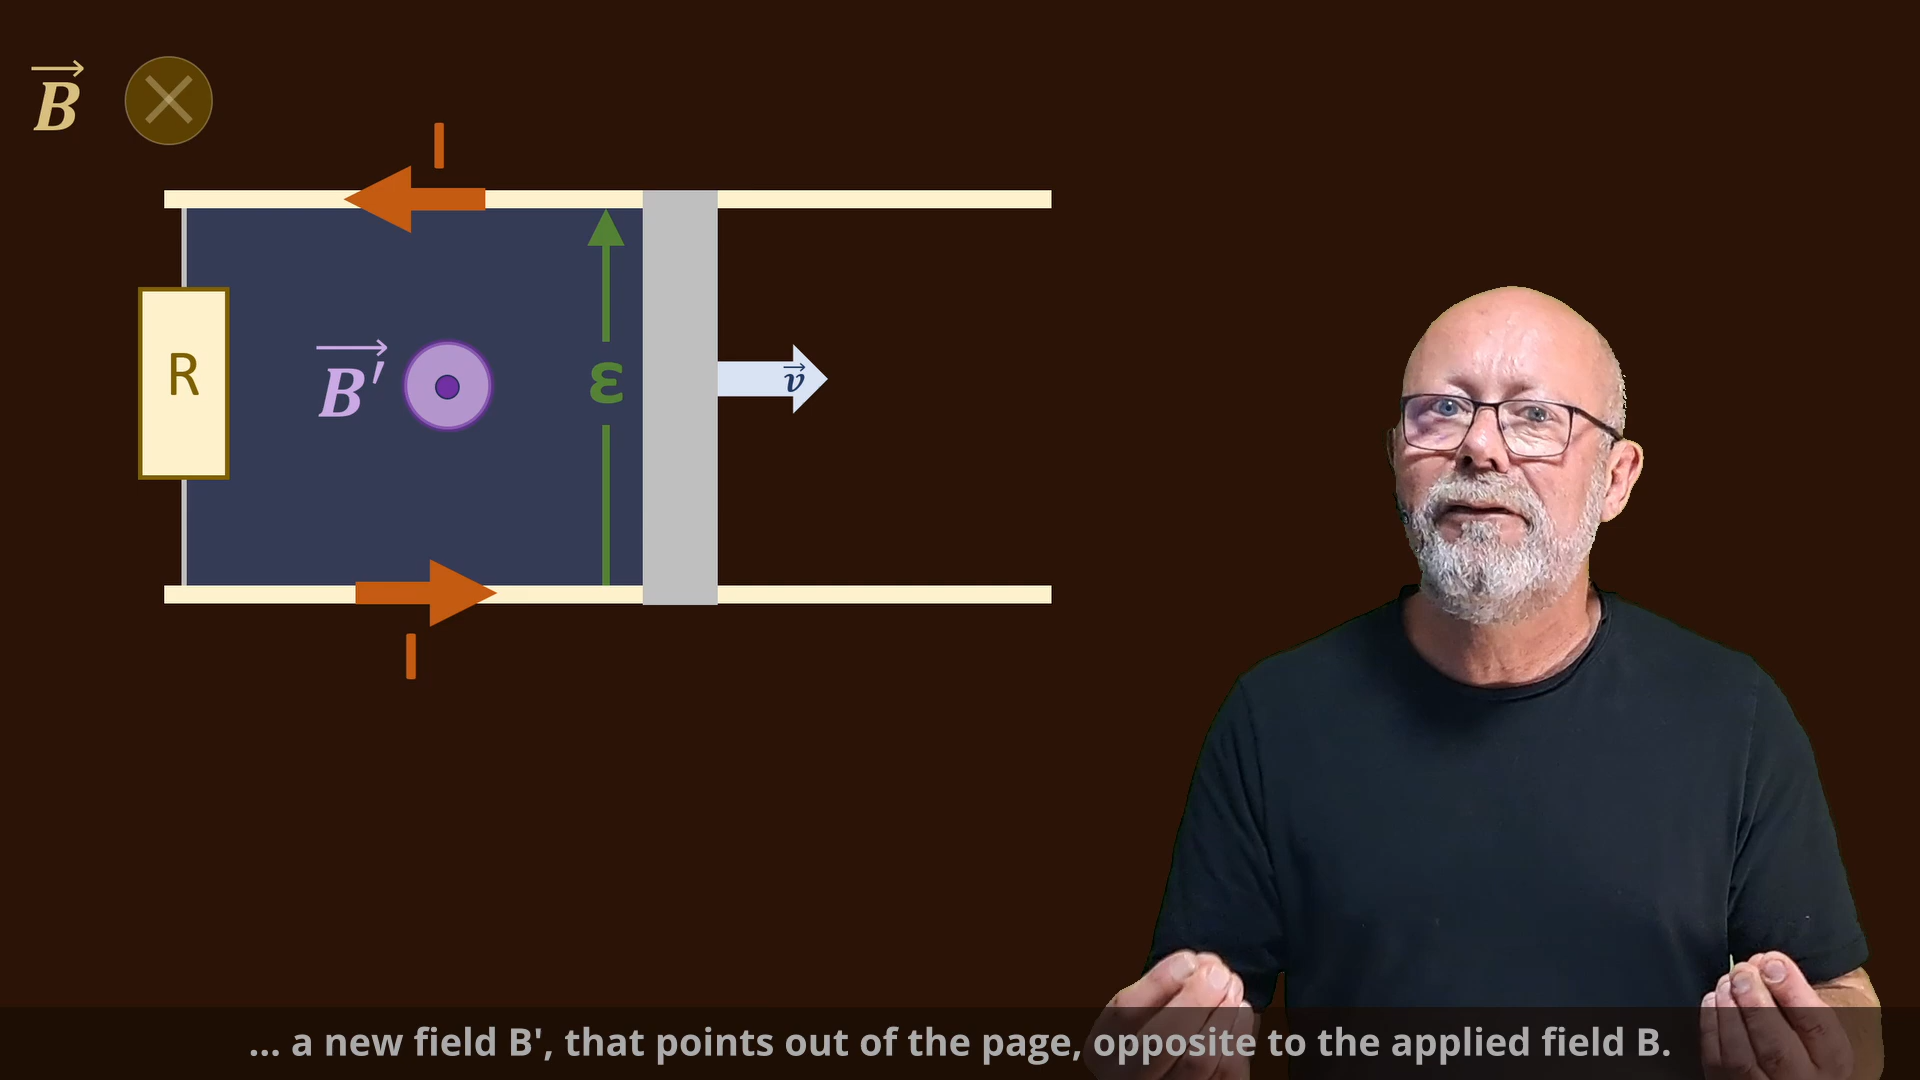 B
I
R
B'
ε
v
I
... a new field B', that points out of the page, opposite to the applied field B.